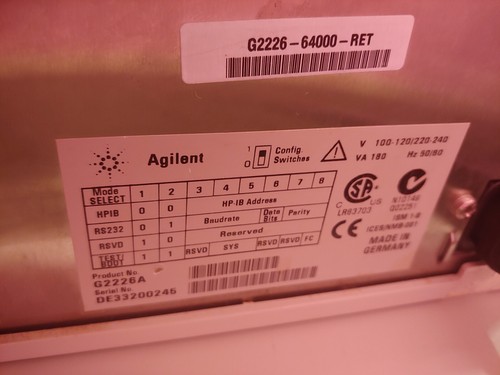 G2226-64000-RET
Agilent
1
0
Config.
Switches
V 100-120/220-240
VA 180 Hz 50/60
Mode
SELECT 1 2 3 4 5 6 7 8
HPIB 0 0 HP-IB Address
RS232 0 1 Baudrate Data
Bits Parity
RSVD 1 0 Reserved
TEST/
BOOT 1 1 RSVD SYS RSVD RSVD FC
C
LR93703
N10149
ISM 1-B
ICES/NMB-001
MADE IN
GERMANY
Product No.
G2226A
Serial No.
DE33200245